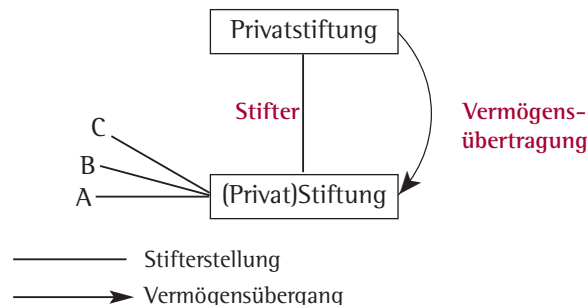 Privatstiftung
Stifter
Vermögens-
übertragung
C
B
A
(Privat)Stiftung
Stifterstellung
Vermögensübergang